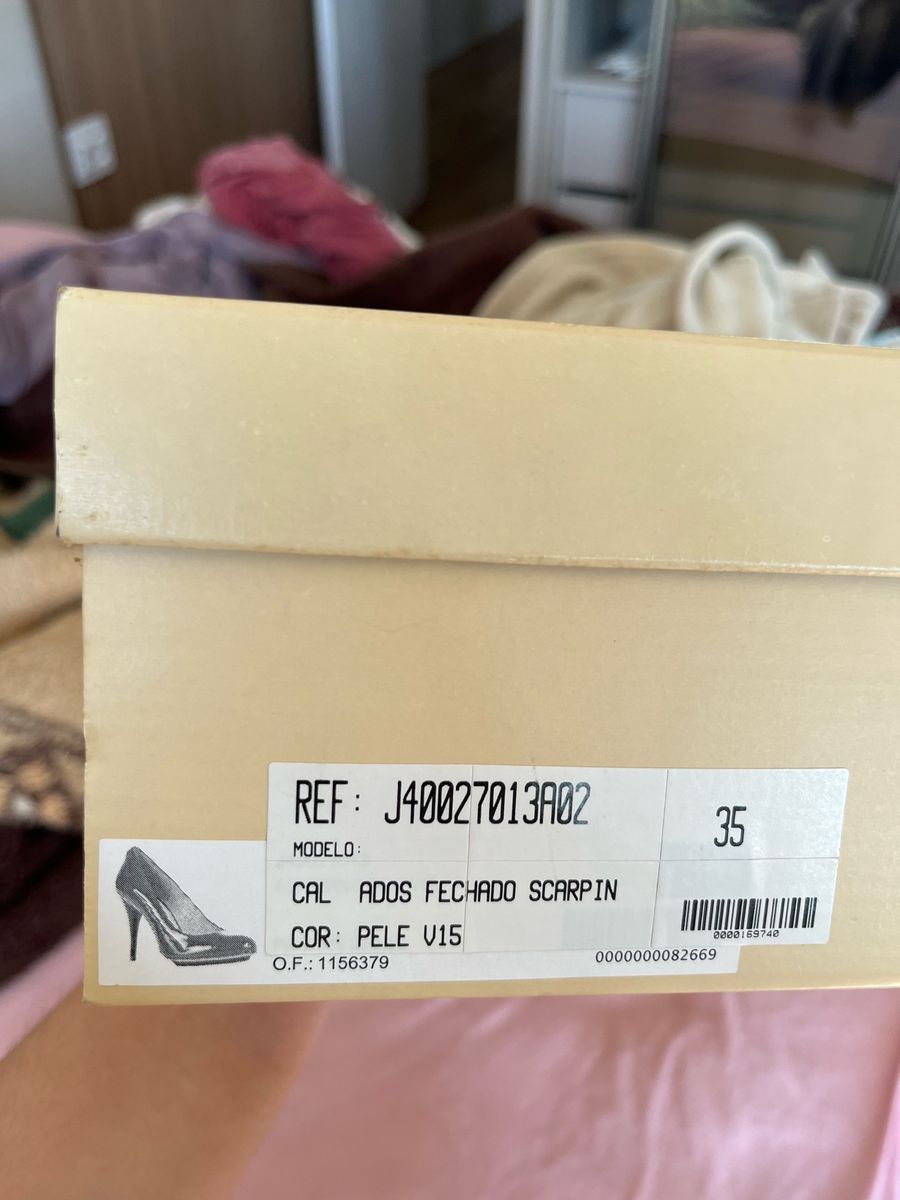 REF: J40027013A02
35
MODELO:
CAL ADOS FECHADO SCARPIN
COR: PELE V15
0000169740
O.F.: 1156379
0000000082669